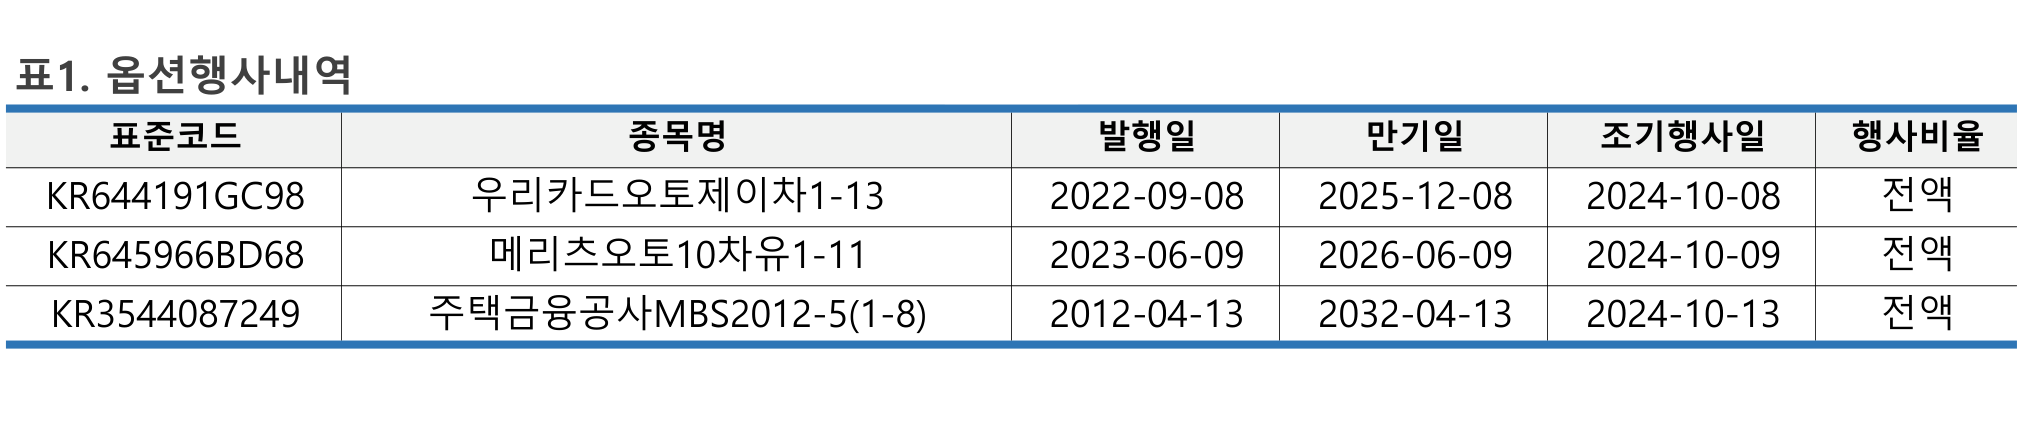 표1. 옵션행사내역
표준코드 종목명 발행일 만기일 조기행사일 행사비율
KR644191GC98 우리카드오토제이차1-13 2022-09-08 2025-12-08 2024-10-08 전액
KR645966BD68 메리츠오토10차유1-11 2023-06-09 2026-06-09 2024-10-09 전액
KR3544087249 주택금융공사MBS2012-5(1-8) 2012-04-13 2032-04-13 2024-10-13 전액